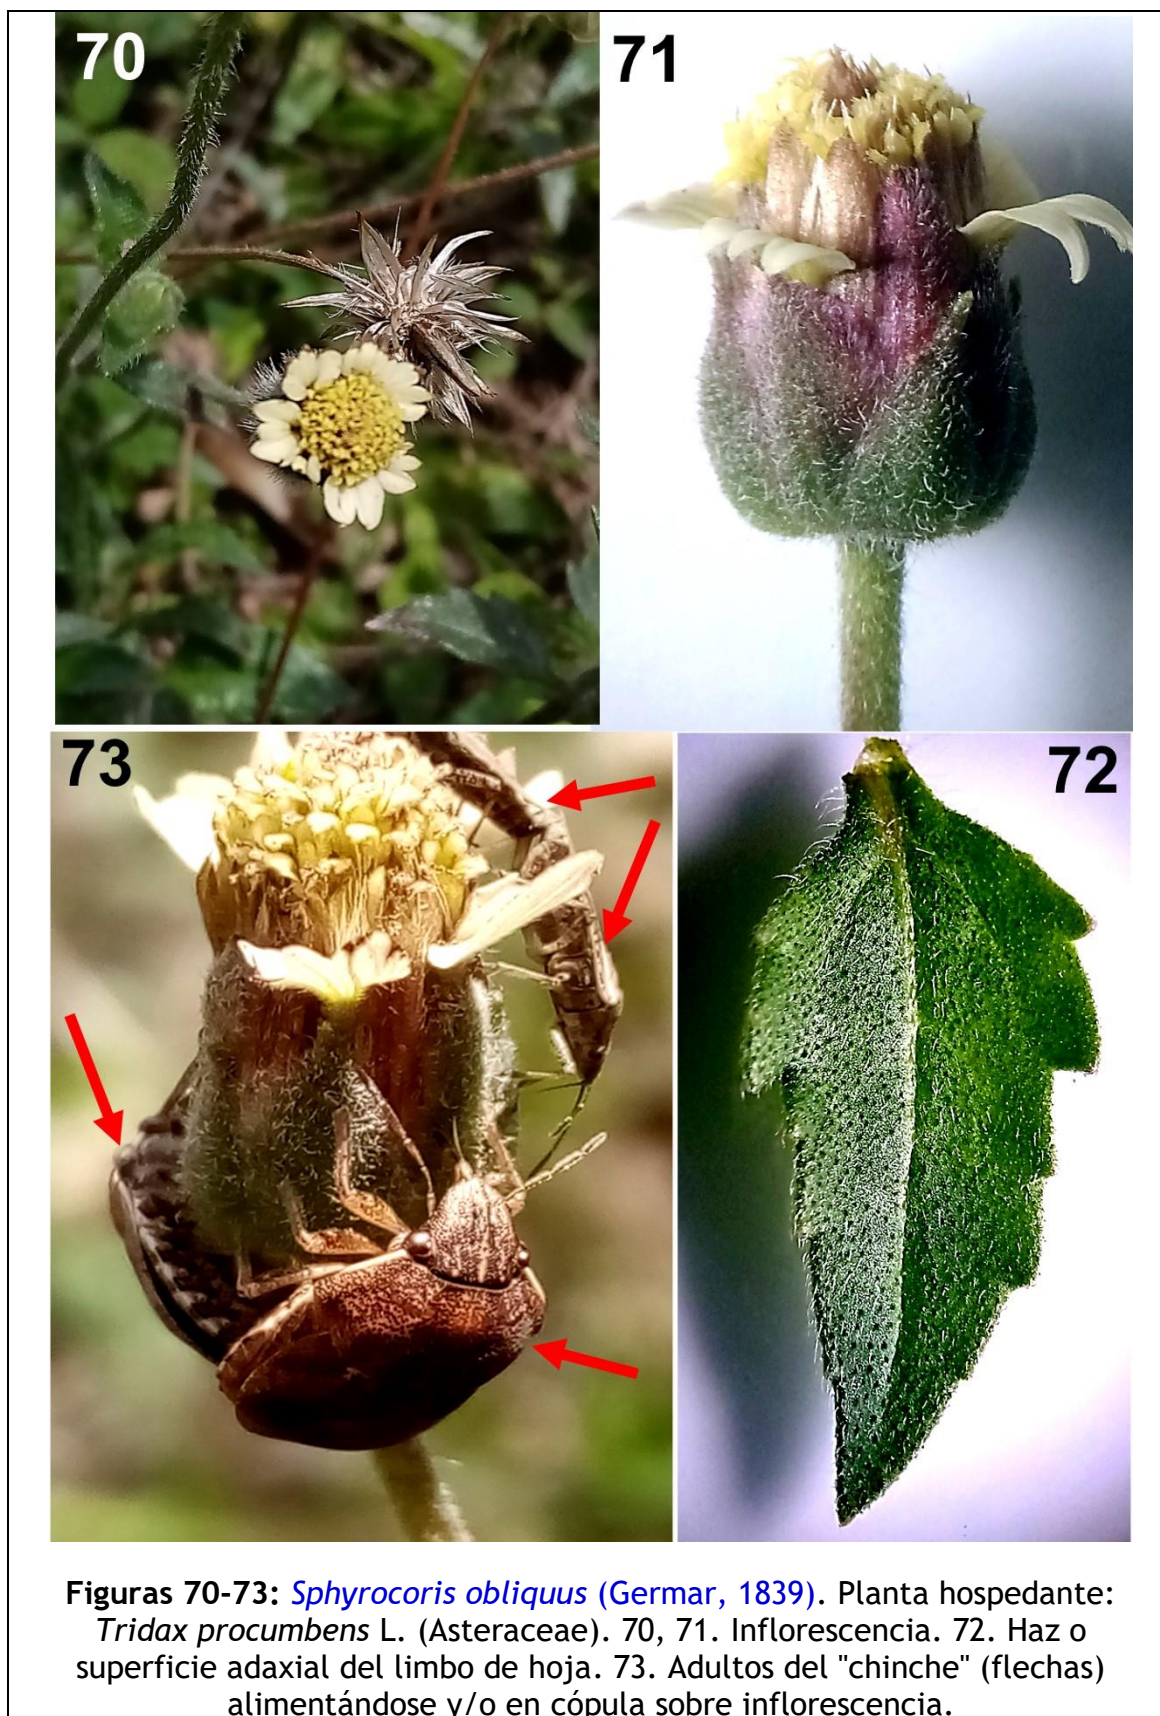 70
71
73
72
Figuras 70-73: Sphyrocoris obliquus (Germar, 1839). Planta hospedante:
Tridax procumbens L. (Asteraceae). 70, 71. Inflorescencia. 72. Haz o
superficie adaxial del limbo de hoja. 73. Adultos del "chinche" (flechas)
alimentándose y/o en cópula sobre inflorescencia.